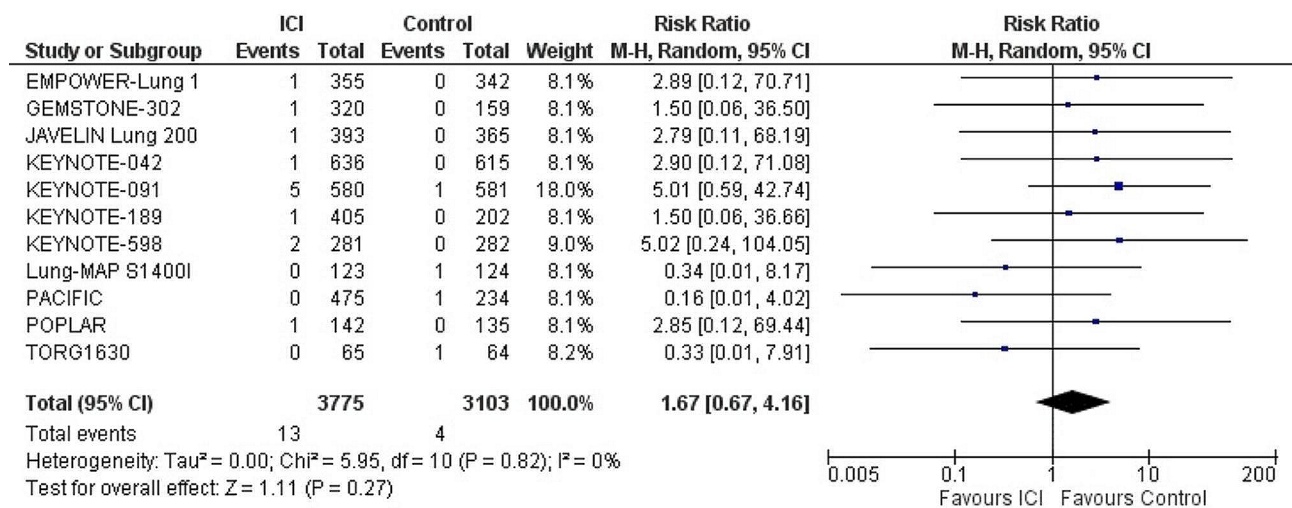 ICI Control Risk Ratio Risk Ratio
Study or Subgroup Events Total Events Total Weight M-H, Random, 95% CI M-H, Random, 95% CI
EMPOWER-Lung 1 1 355 0 342 8.1% 2.89 [0.12, 70.71]
GEMSTONE-302 1 320 0 159 8.1% 1.50 [0.06, 36.50]
JAVELIN Lung 200 1 393 0 365 8.1% 2.79 [0.11, 68.19]
KEYNOTE-042 1 636 0 615 8.1% 2.90 [0.12, 71.08]
KEYNOTE-091 5 580 1 581 18.0% 5.01 [0.59, 42.74]
KEYNOTE-189 1 405 0 202 8.1% 1.50 [0.06, 36.66]
KEYNOTE-598 2 281 0 282 9.0% 5.02 [0.24, 104.05]
Lung-MAP S1400I 0 123 1 124 8.1% 0.34 [0.01, 8.17]
PACIFIC 0 475 1 234 8.1% 0.16 [0.01, 4.02]
POPLAR 1 142 0 135 8.1% 2.85 [0.12, 69.44]
TORG1630 0 65 1 64 8.2% 0.33 [0.01, 7.91]
Total (95% CI) 3775 3103 100.0% 1.67 [0.67, 4.16]
Total events 13 4
Heterogeneity: Tau² = 0.00; Chi² = 5.95, df = 10 (P = 0.82); I² = 0%
Test for overall effect: Z = 1.11 (P = 0.27)
0.005 0.1 1 10 200
Favours ICI Favours Control